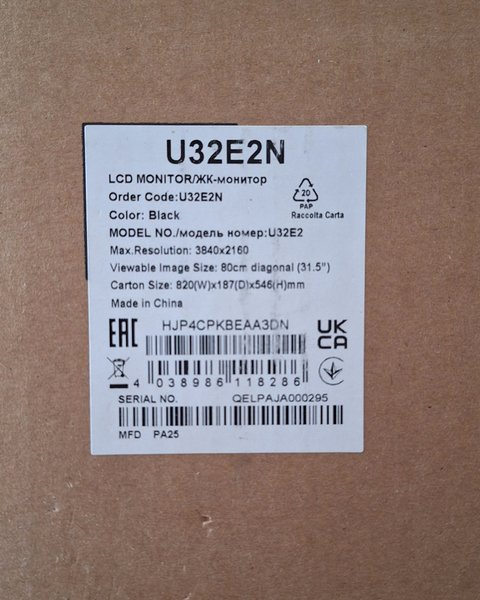 U32E2N
LCD MONITOR/ЖК-монитор
Order Code:U32E2N
Color: Black
MODEL NO./модель номер:U32E2
Max.Resolution: 3840x2160
Viewable Image Size: 80cm diagonal (31.5")
Carton Size: 820(W)x187(D)x546(H)mm
Made in China
20
PAP
Raccolta Carta
EAC
HJP4CPKBEAA3DN
UK
CA
4 038986 118286
SERIAL NO. QELPAJA000295
MFD PA25